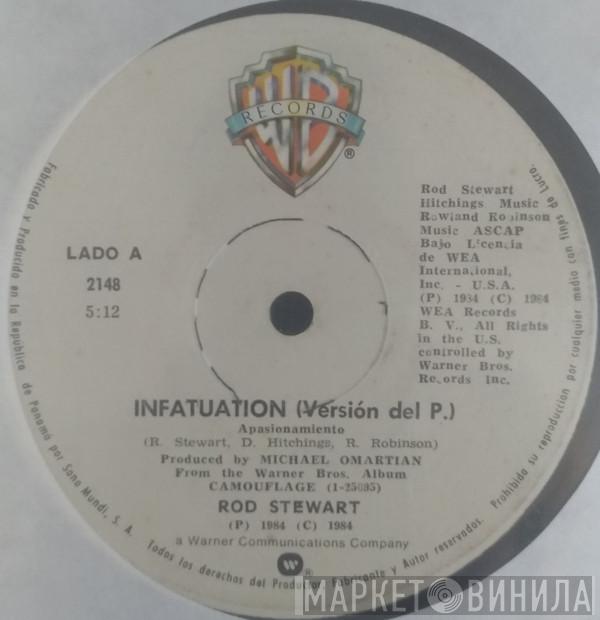 WB
RECORDS
®
LADO A
2148
5:12
Rod Stewart
Hitchings Music
Rowland Robinson
Music ASCAP
Bajo Licencia
de WEA
International,
Inc. - U.S.A.
(P) 1984 (C) 1984
WEA Records
B. V., All Rights
in the U.S.
controlled by
Warner Bros.
Records Inc.
INFATUATION (Versión del P.)
Apasionamiento
(R. Stewart, D. Hitchings, R. Robinson)
Produced by MICHAEL OMARTIAN
From the Warner Bros. Album
CAMOUFLAGE (1-25095)
ROD STEWART
(P) 1984 (C) 1984
a Warner Communications Company
®
Fabricado y Producido en la República de Panamá por Sono Mundi, S. A. Todos los derechos del Productor, Fabricante y Autor reservados. Prohibida su reproducción por cualquier medio con fines de Lucro.
МАРКЕТ ВИНИЛА